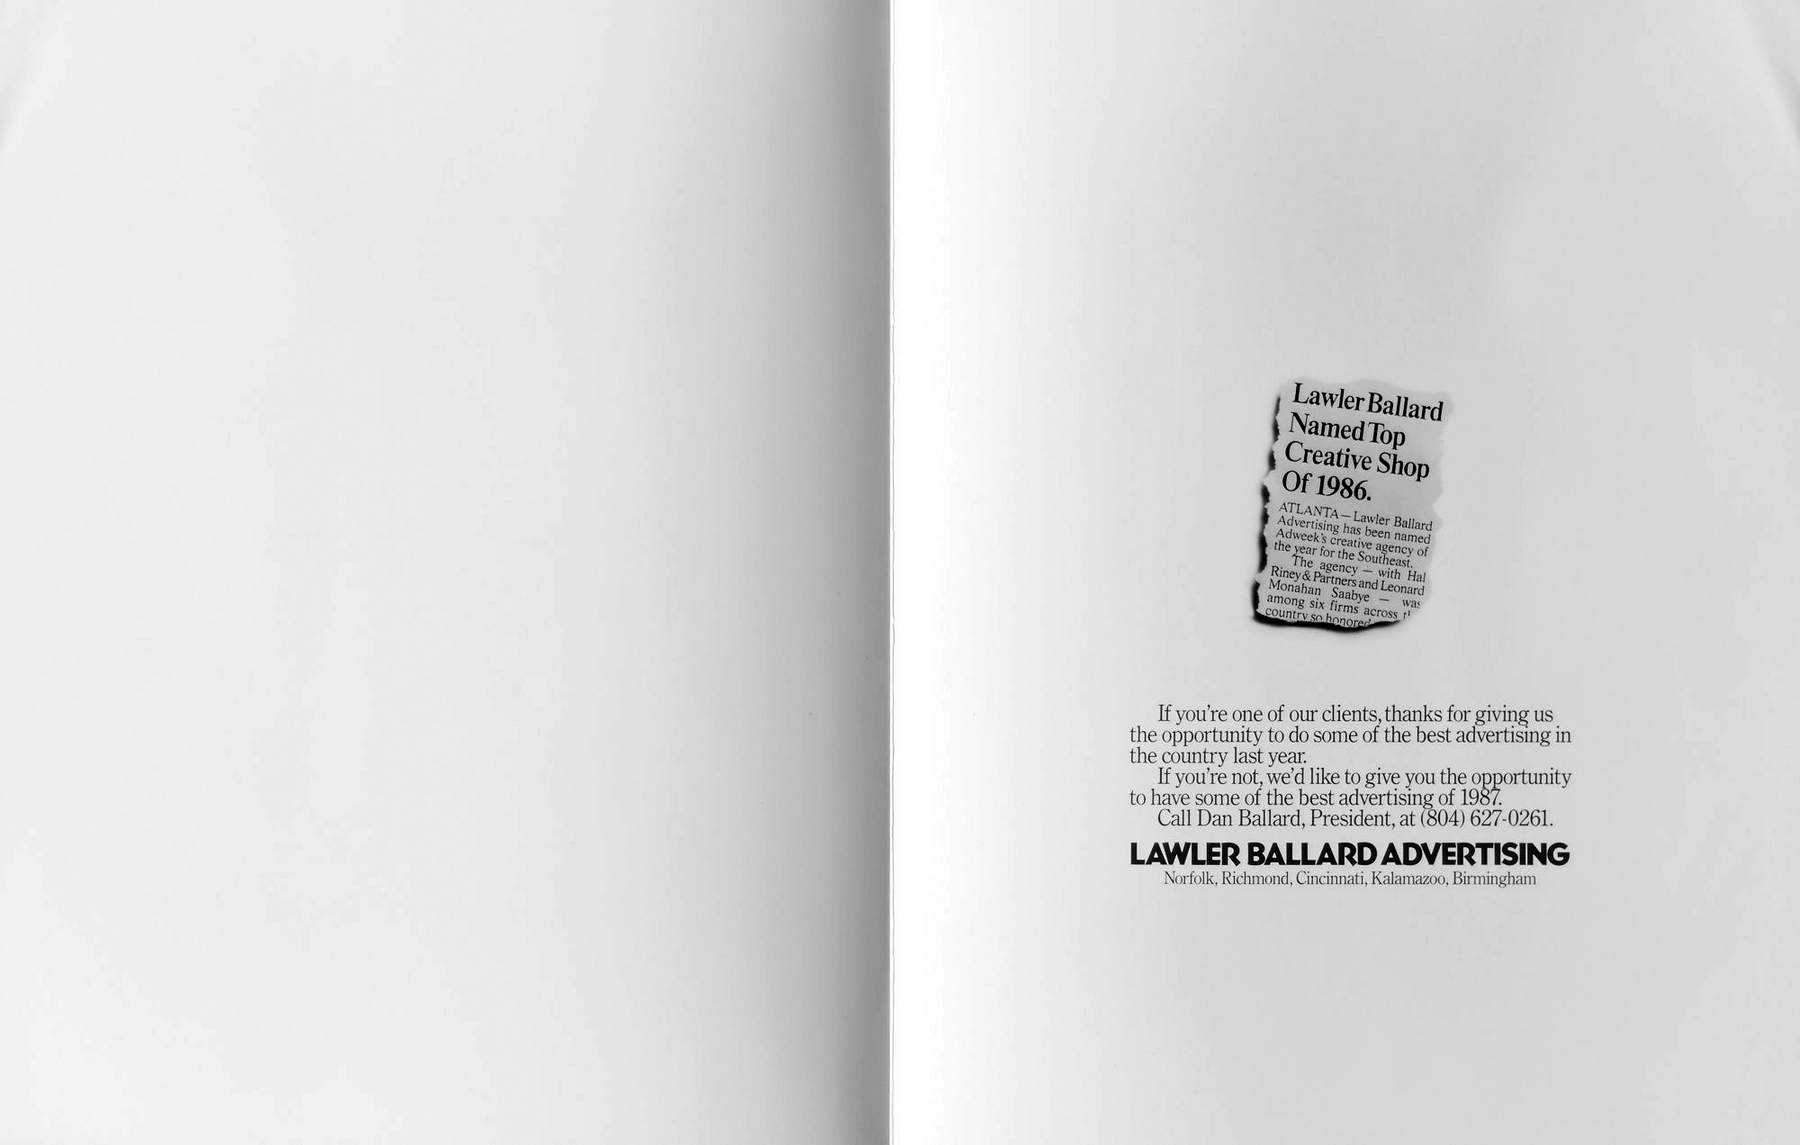 Lawler Ballard
Named Top
Creative Shop
Of 1986.
ATLANTA — Lawler Ballard
Advertising has been named
Adweek's creative agency of
the year for the Southeast.
The agency — with Hal
Riney & Partners and Leonard
Monahan Saabye — was
among six firms across
country so honored
If you're one of our clients, thanks for giving us
the opportunity to do some of the best advertising in
the country last year.
If you're not, we'd like to give you the opportunity
to have some of the best advertising of 1987.
Call Dan Ballard, President, at (804) 627-0261.
LAWLER BALLARD ADVERTISING
Norfolk, Richmond, Cincinnati, Kalamazoo, Birmingham